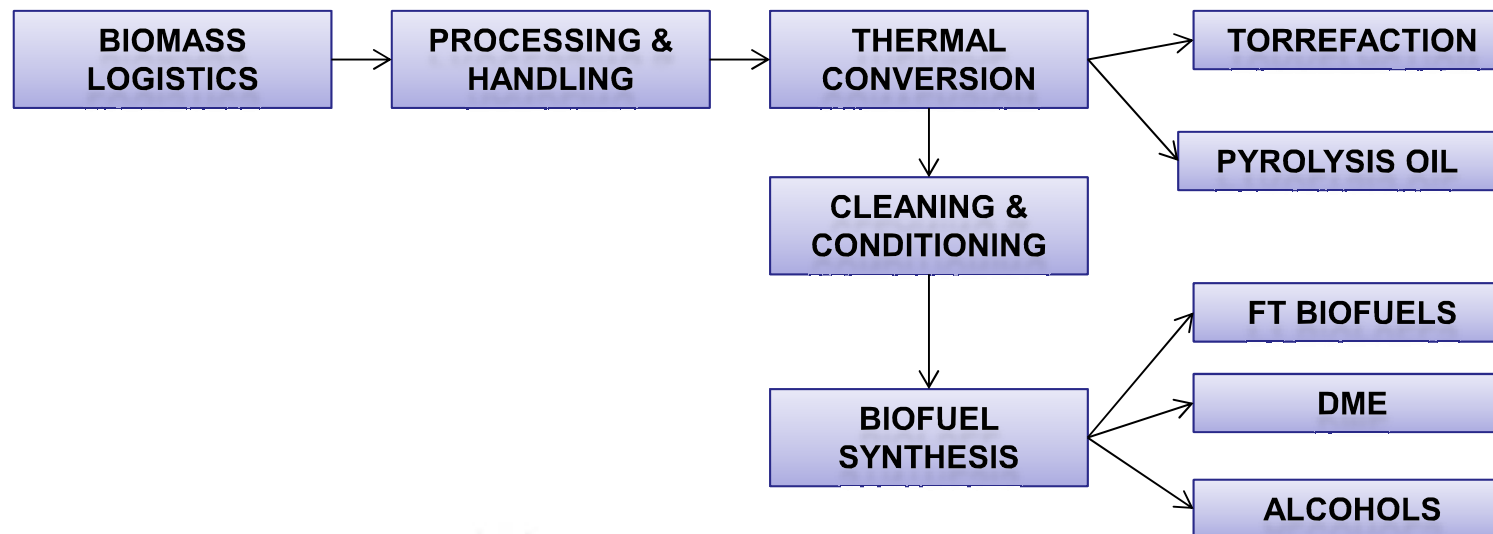 BIOMASS
LOGISTICS
PROCESSING &
HANDLING
THERMAL
CONVERSION
TORREFACTION
PYROLYSIS OIL
CLEANING &
CONDITIONING
BIOFUEL
SYNTHESIS
FT BIOFUELS
DME
ALCOHOLS